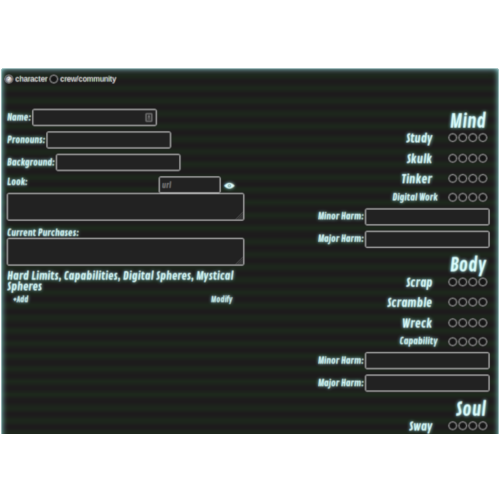 character crew/community
Name:
Mind
Pronouns:
Study
Background:
Skulk
Look:
url
Tinker
Digital Work
Minor Harm:
Current Purchases:
Major Harm:
Body
Hard Limits, Capabilities, Digital Spheres, Mystical
Spheres
Scrap
+Add
Modify
Scramble
Wreck
Capability
Minor Harm:
Major Harm:
Soul
Sway